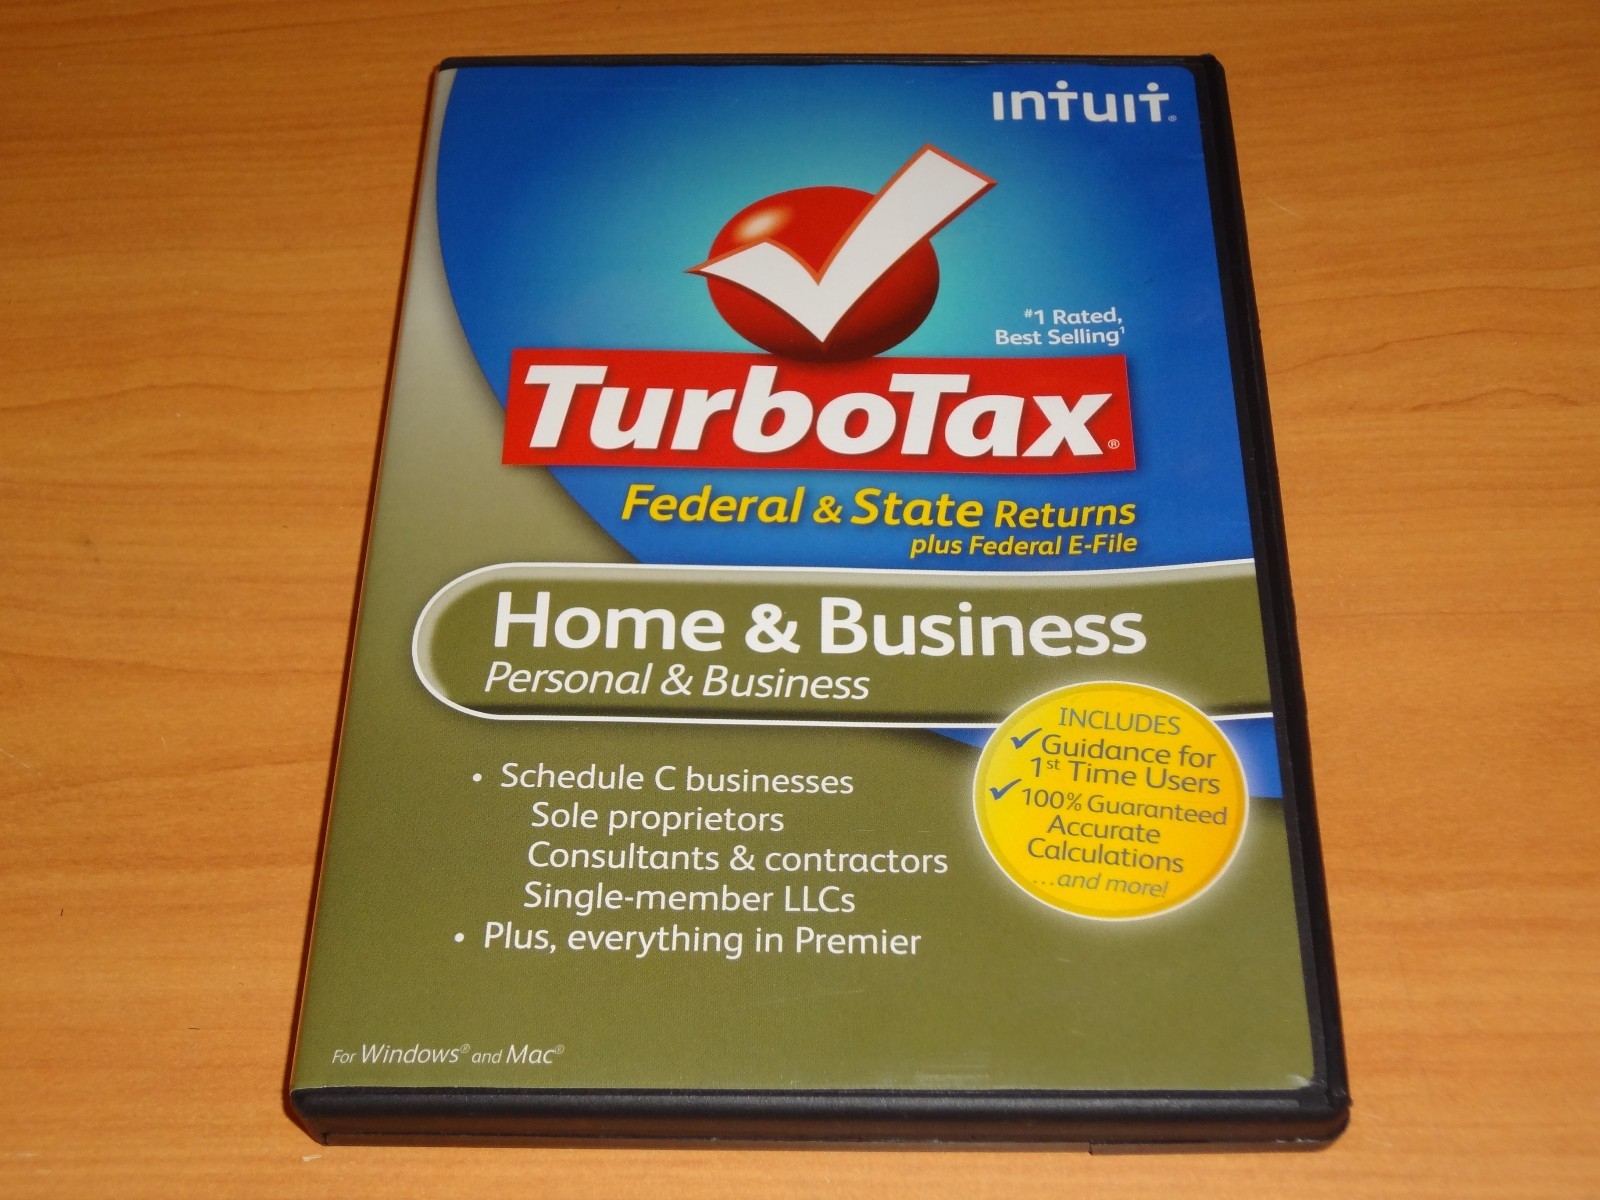 INTUIT®
#1 Rated,
Best Selling¹
TurboTax®
Federal & State Returns
plus Federal E-File
Home & Business
Personal & Business
INCLUDES
Guidance for
1st Time Users
100% Guaranteed
Accurate
Calculations
...and more!
• Schedule C businesses
Sole proprietors
Consultants & contractors
Single-member LLCs
• Plus, everything in Premier
For Windows® and Mac®